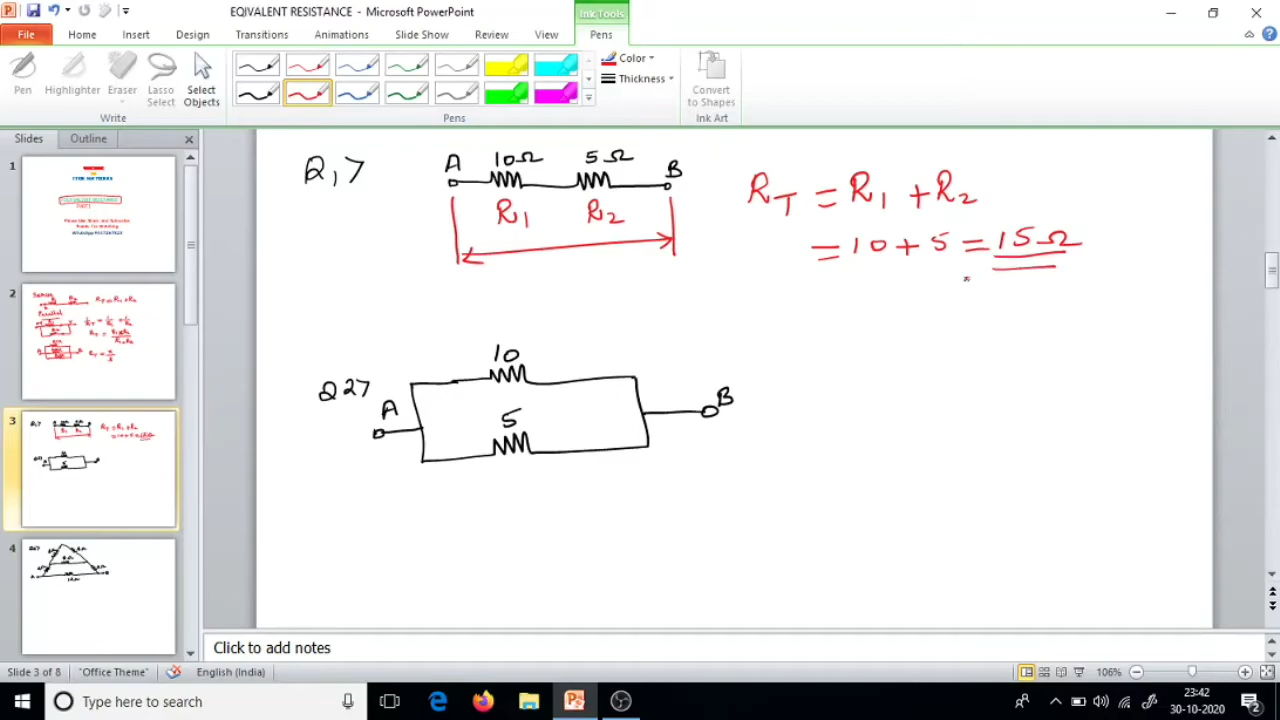 EQIVALENT RESISTANCE - Microsoft PowerPoint
Ink Tools
File Home Insert Design Transitions Animations Slide Show Review View Pens
Pen Highlighter Eraser Lasso Select Select Objects
Color
Thickness
Convert to Shapes
Write Pens Ink Art
Slides Outline
1
2
3
4
Q,7
A 10Ω 5Ω B
R1 R2
RT = R1 + R2
= 10 + 5 = 15Ω
Q27
10
A
5
B
Click to add notes
Slide 3 of 8 "Office Theme" English (India) 106%
Type here to search
23:42
30-10-2020
2